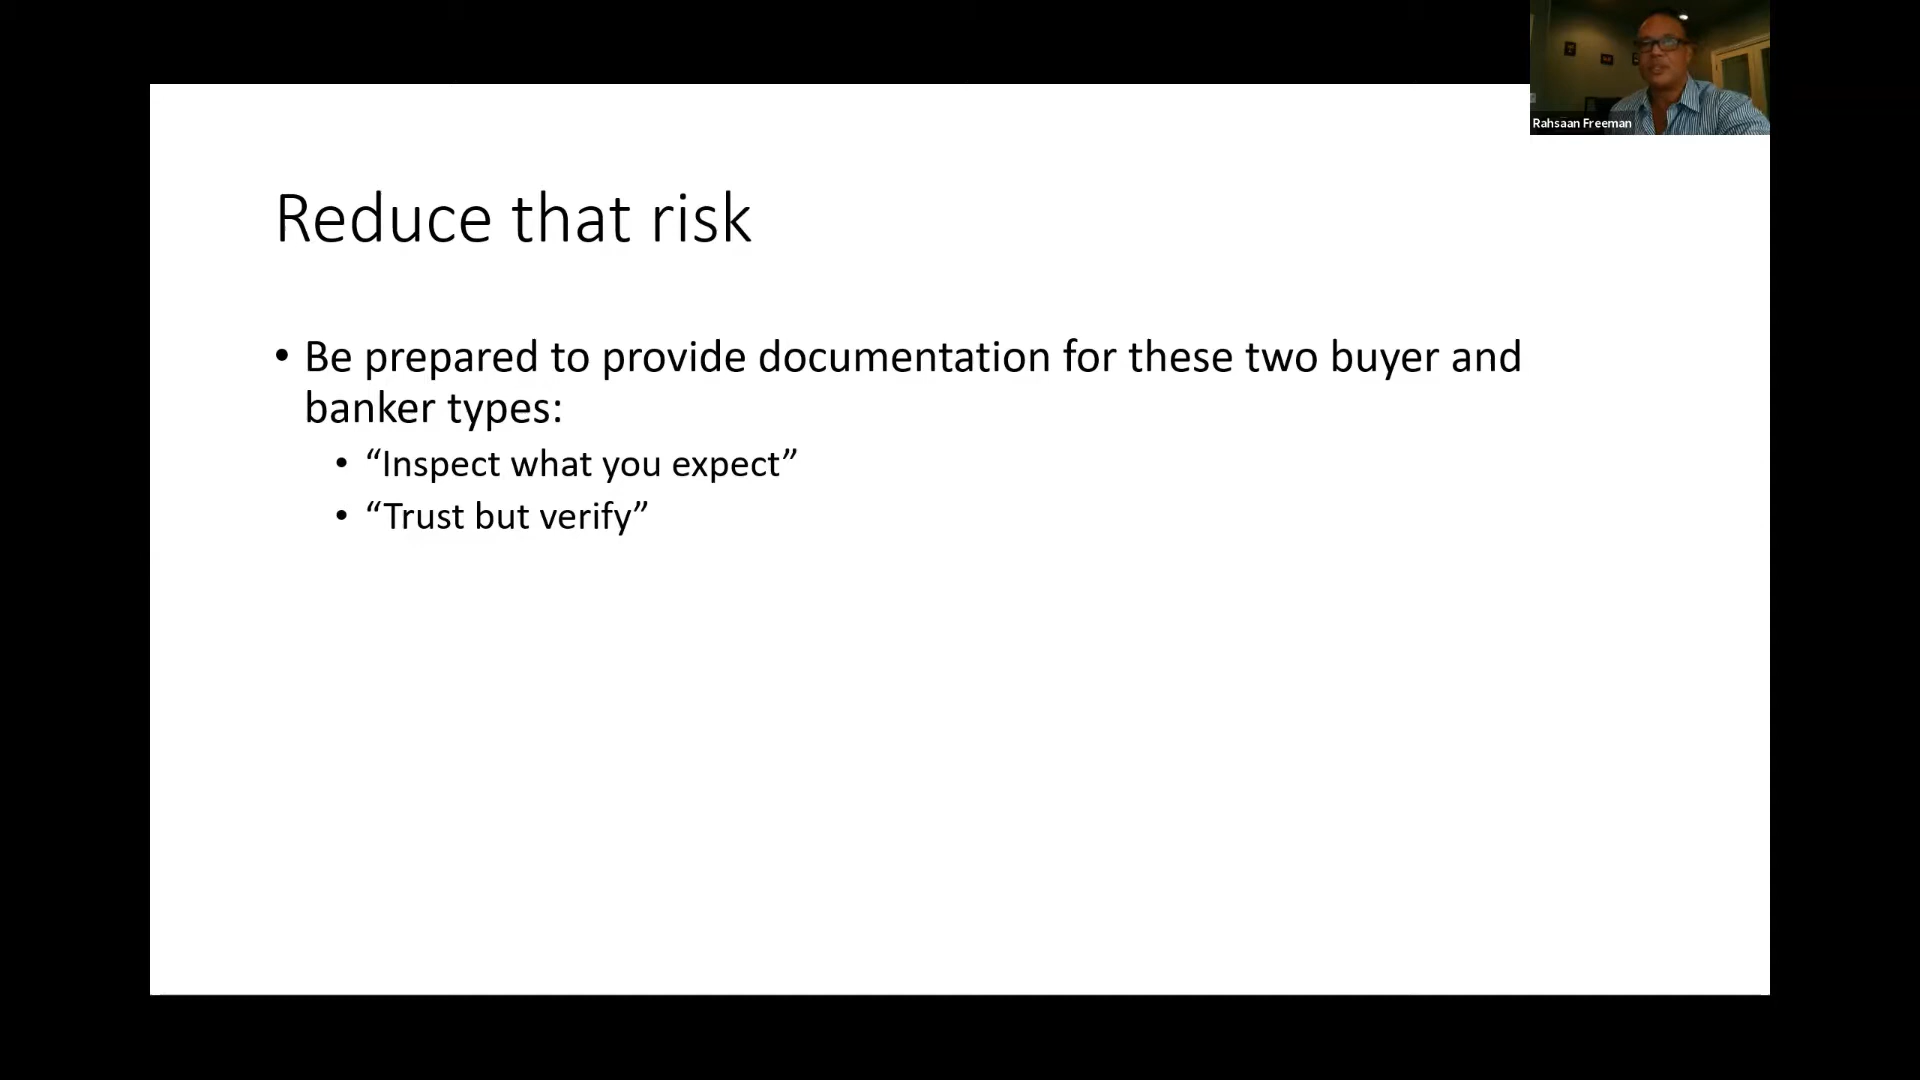 Rahsaan Freeman
Reduce that risk
• Be prepared to provide documentation for these two buyer and
banker types:
• “Inspect what you expect”
• “Trust but verify”